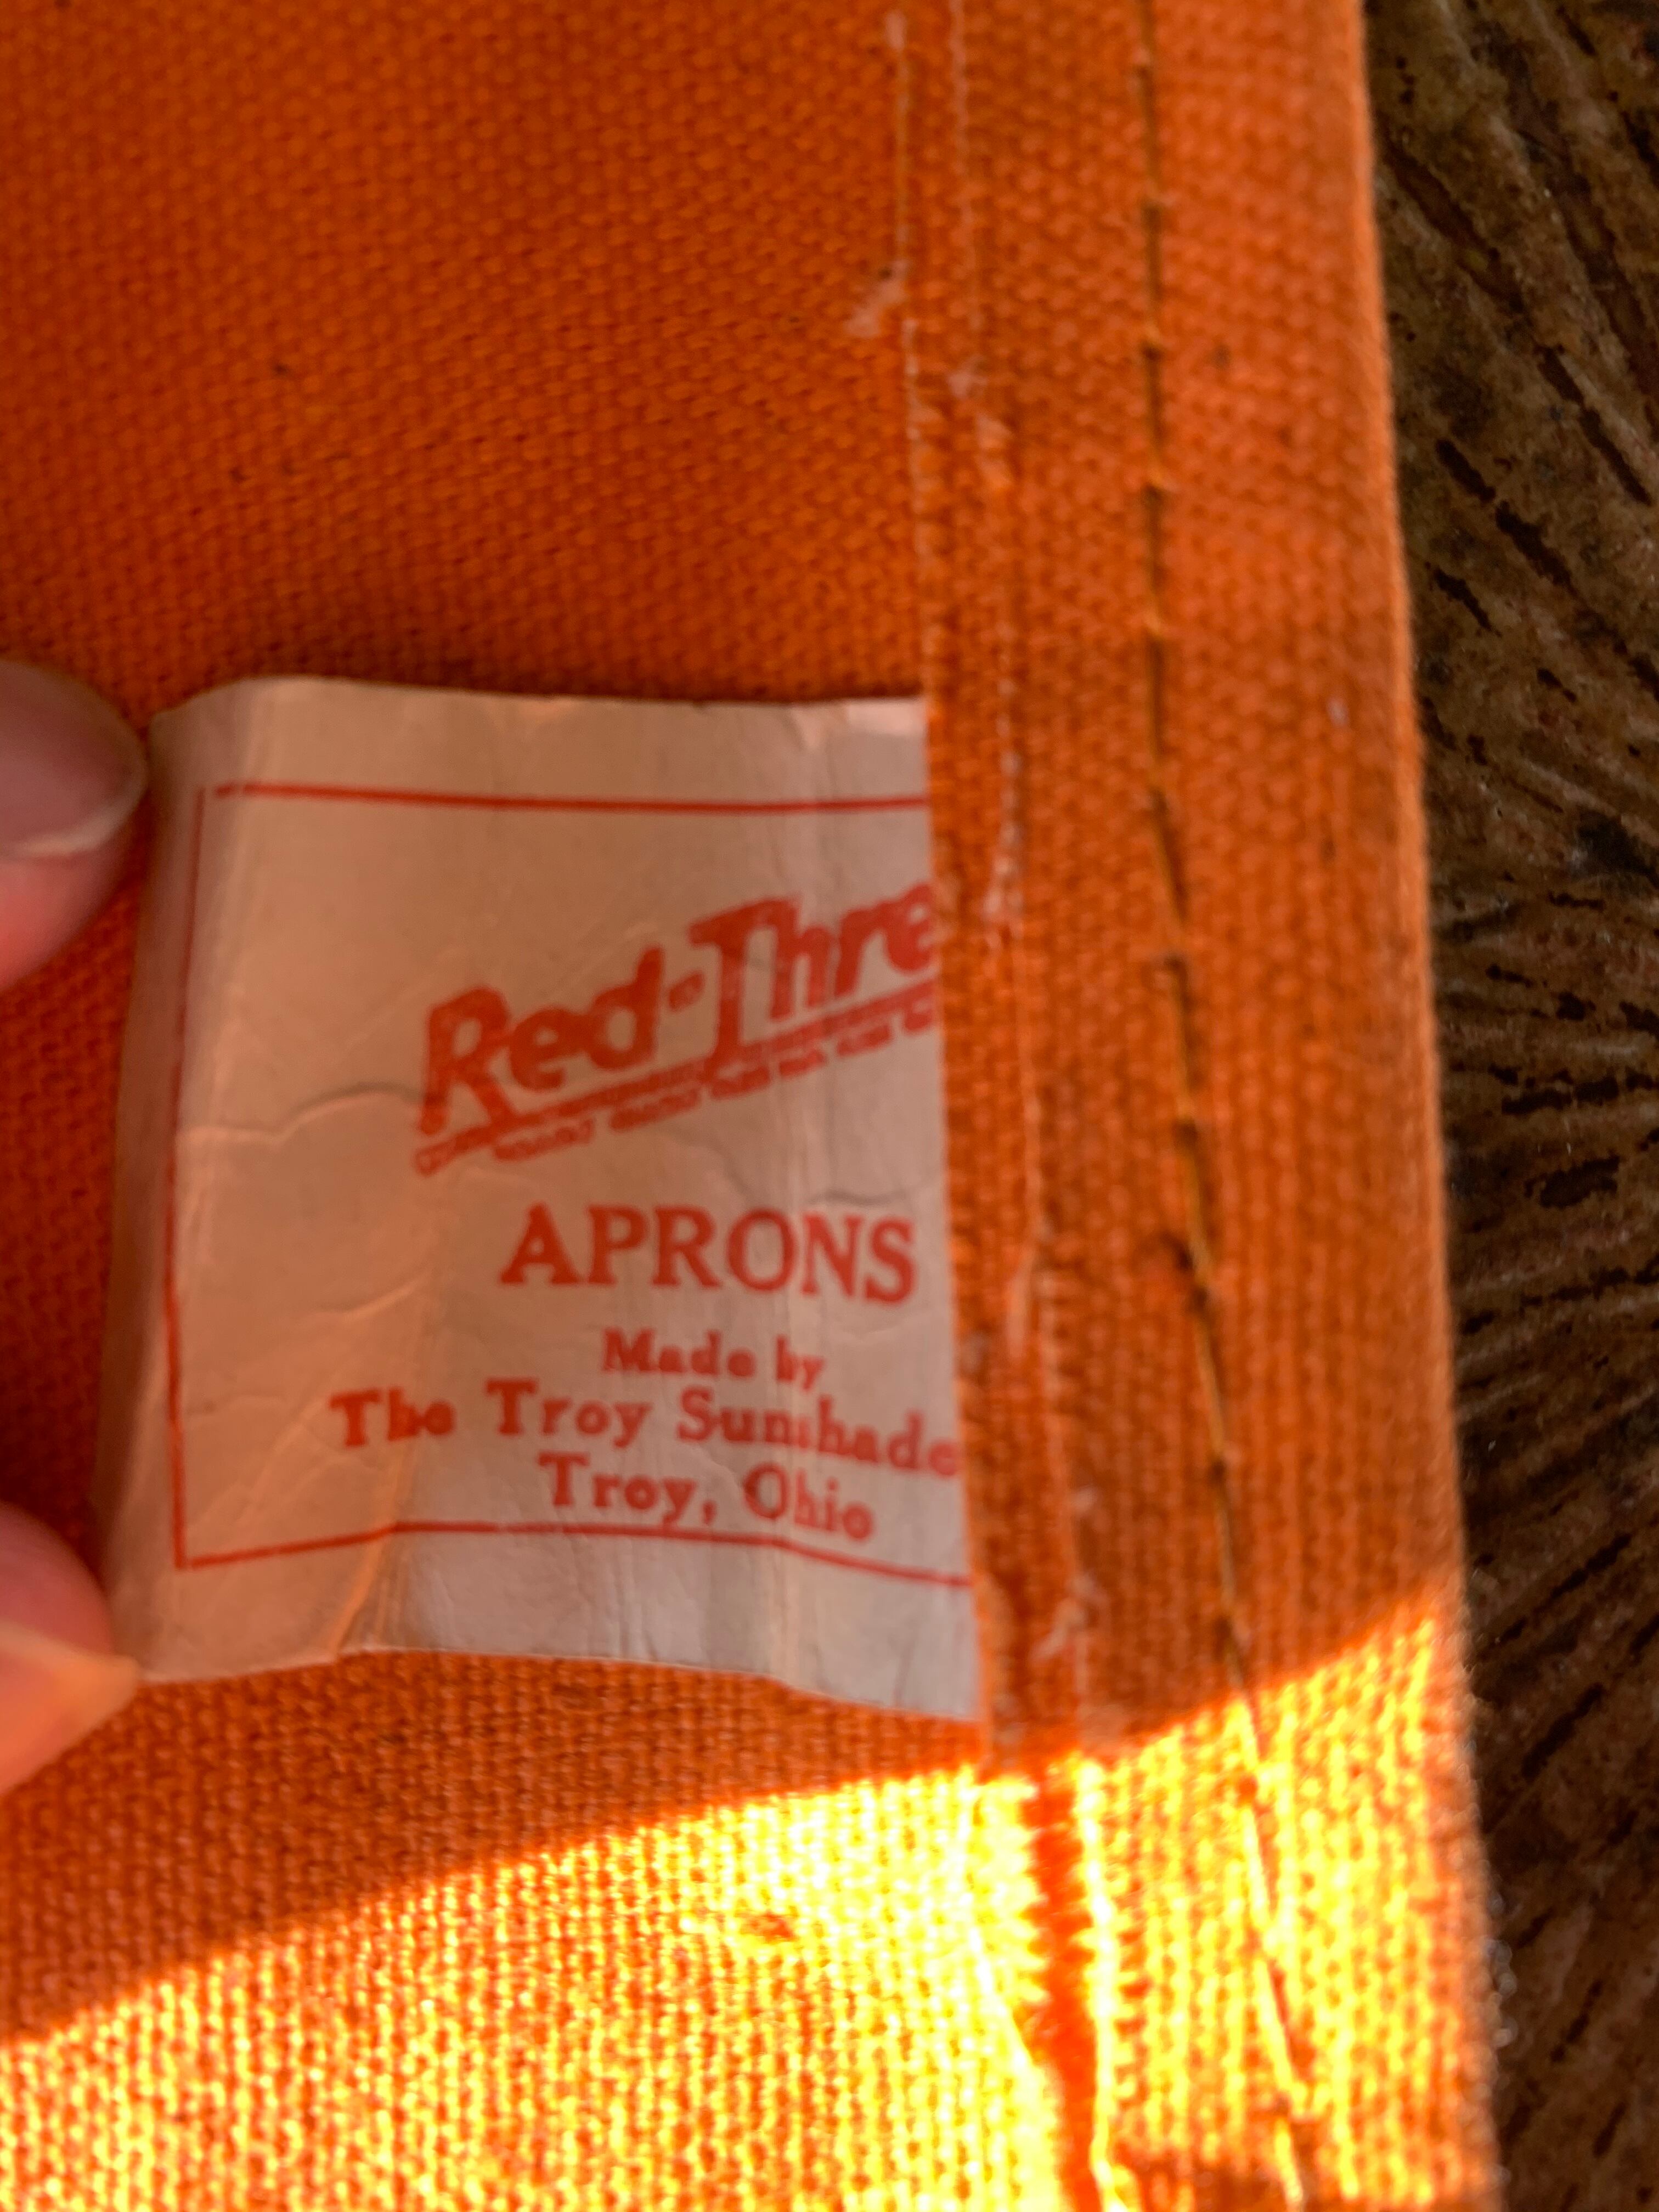 Red-Thre
APRONS
Made by
The Troy Sunshade
Troy, Ohio